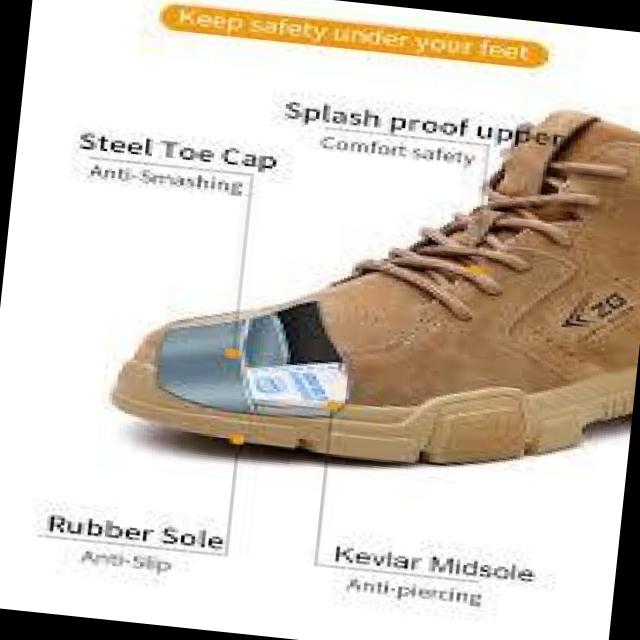 Keep safety under your feet
Splash proof upper
Comfort safety
Steel Toe Cap
Anti-Smashing
Rubber Sole
Anti-Slip
Kevlar Midsole
Anti-piercing